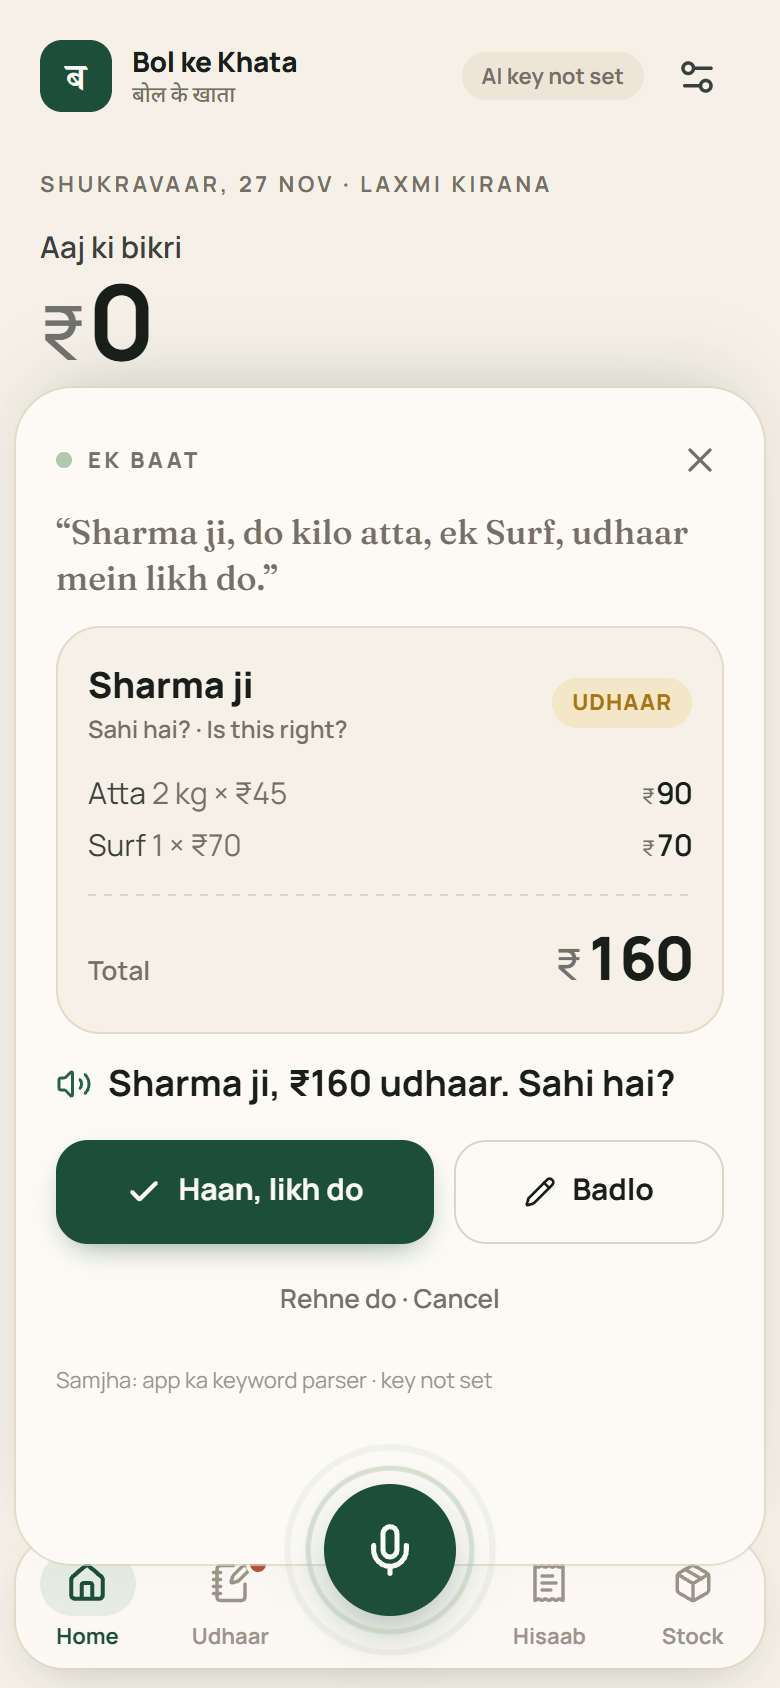 ब
Bol ke Khata
बोल के खाता
AI key not set
SHUKRAVAAR, 27 NOV · LAXMI KIRANA
Aaj ki bikri
₹0
EK BAAT
“Sharma ji, do kilo atta, ek Surf, udhaar
mein likh do.”
Sharma ji
UDHAAR
Sahi hai? · Is this right?
Atta 2 kg × ₹45 ₹90
Surf 1 × ₹70 ₹70
Total ₹160
Sharma ji, ₹160 udhaar. Sahi hai?
Haan, likh do
Badlo
Rehne do · Cancel
Samjha: app ka keyword parser · key not set
Home
Udhaar
Hisaab
Stock